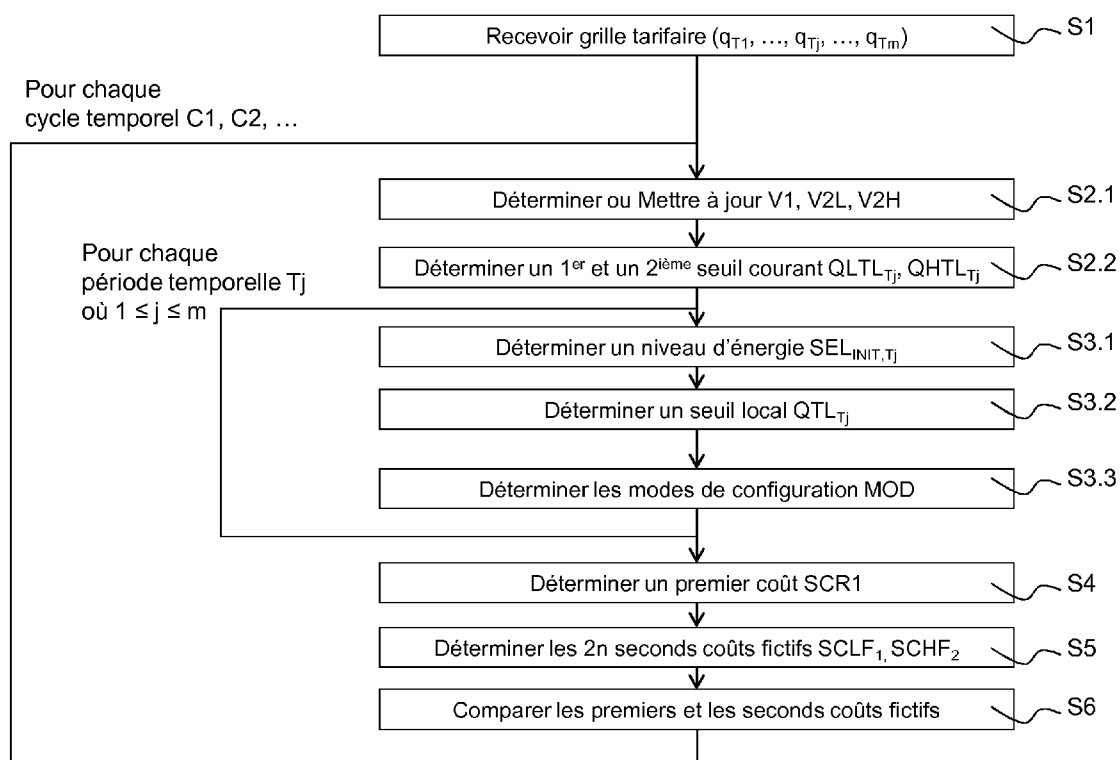 Recevoir grille tarifaire (qT1, …, qTj, …, qTm)
S1
Pour chaque
cycle temporel C1, C2, …
Déterminer ou Mettre à jour V1, V2L, V2H
S2.1
Pour chaque
période temporelle Tj
où 1 ≤ j ≤ m
Déterminer un 1er et un 2ième seuil courant QLTLTj, QHTLTj
S2.2
Déterminer un niveau d'énergie SELINIT,Tj
S3.1
Déterminer un seuil local QTLTj
S3.2
Déterminer les modes de configuration MOD
S3.3
Déterminer un premier coût SCR1
S4
Déterminer les 2n seconds coûts fictifs SCLF1, SCHF2
S5
Comparer les premiers et les seconds coûts fictifs
S6